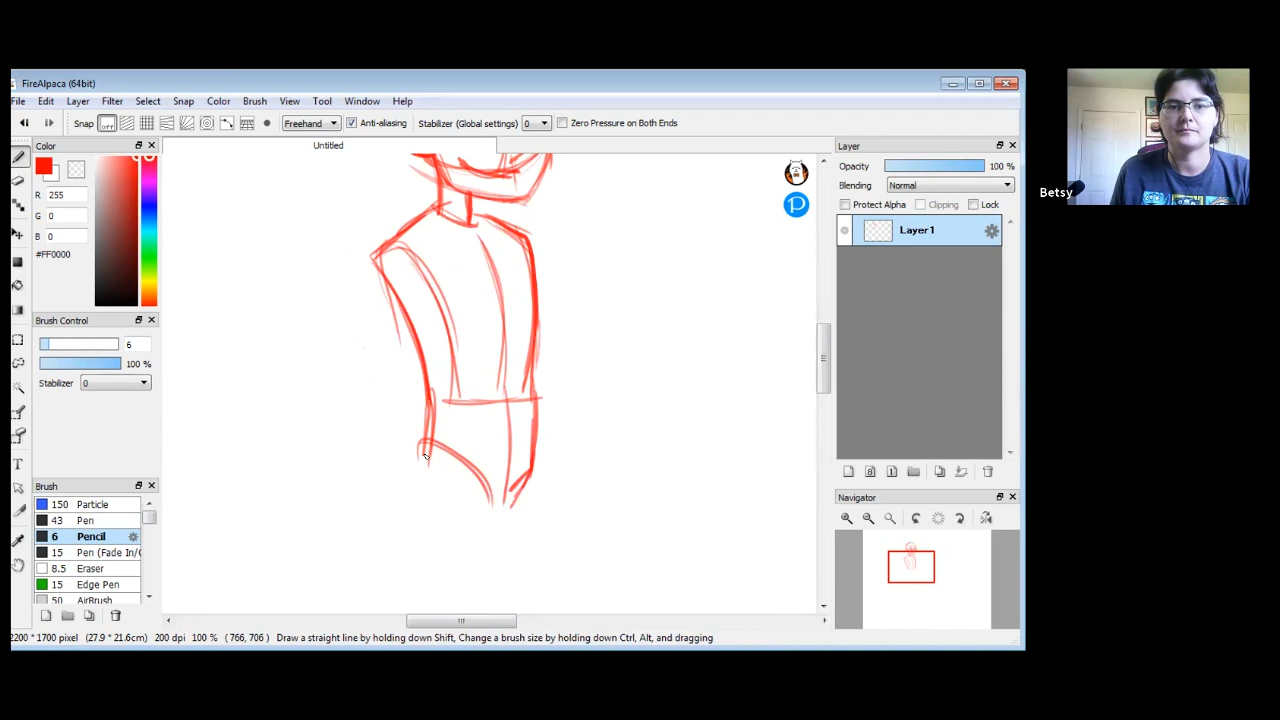 FireAlpaca (64bit)
File Edit Layer Filter Select Snap Color Brush View Tool Window Help
Snap off Freehand Anti-aliasing Stabilizer (Global settings) 0 Zero Pressure on Both Ends
Untitled
Color
R 255
G 0
B 0
#FF0000
Brush Control
6
100 %
Stabilizer 0
Brush
150 Particle
43 Pen
6 Pencil
15 Pen (Fade In/O
8.5 Eraser
15 Edge Pen
50 AirBrush
Layer
Opacity 100 %
Blending Normal
Protect Alpha Clipping Lock
Layer1
Navigator
2200 * 1700 pixel (27.9 * 21.6cm) 200 dpi 100 % ( 766, 706 ) Draw a straight line by holding down Shift, Change a brush size by holding down Ctrl, Alt, and dragging
Betsy